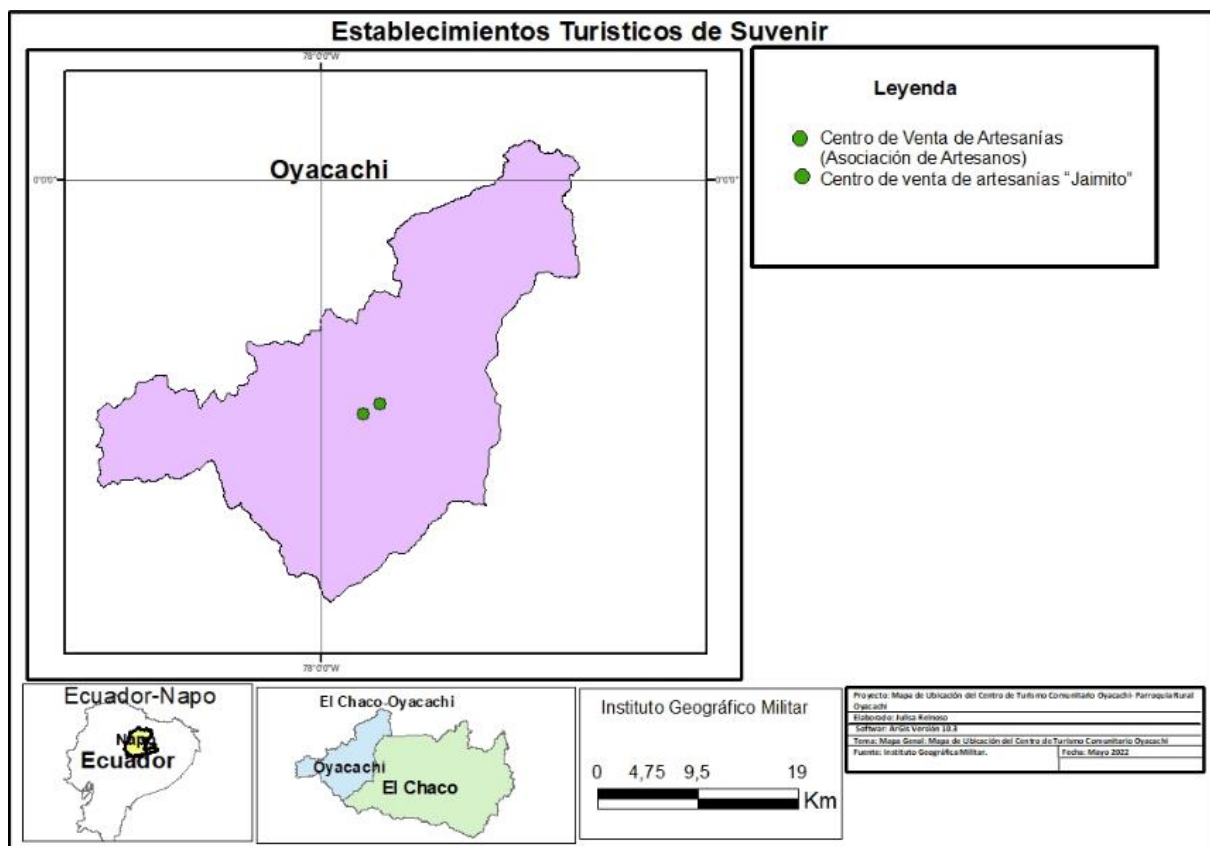 Establecimientos Turisticos de Suvenir
78°0'0"W
Oyacachi
0°0'0"
0°0'0"
78°0'0"W
Leyenda
Centro de Venta de Artesanías
(Asociación de Artesanos)
Centro de venta de artesanías "Jaimito"
Ecuador-Napo
Napo
Ecuador
El Chaco-Oyacachi
Oyacachi
El Chaco
Instituto Geográfico Militar
0 4,75 9,5 19
Km
Proyecto: Mapa de Ubicación del Centro de Turismo Comunitario Oyacachi- Parroquia Rural
Oyacachi
Elaborado: Julisa Reinoso
Softwar: ArGis Versión 10.3
Tema: Mapa General: Mapa de Ubicación del Centro de Turismo Comunitario Oyacachi
Fuente: Instituto Geográfico Militar. Fecha: Mayo 2022